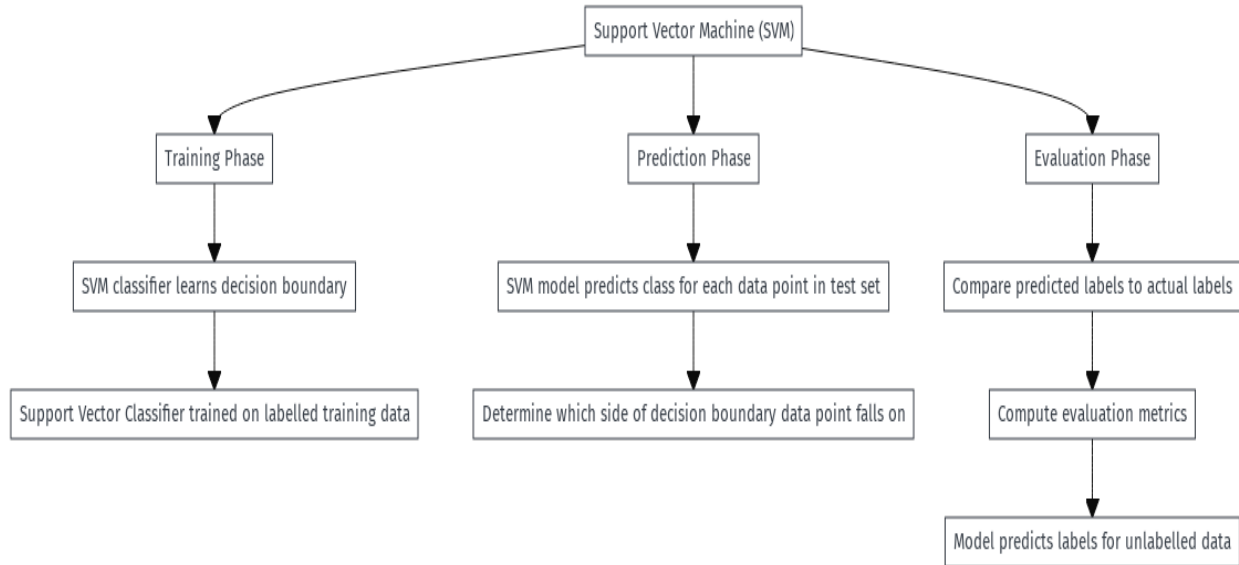 Support Vector Machine (SVM)
Training Phase
Prediction Phase
Evaluation Phase
SVM classifier learns decision boundary
SVM model predicts class for each data point in test set
Compare predicted labels to actual labels
Support Vector Classifier trained on labelled training data
Determine which side of decision boundary data point falls on
Compute evaluation metrics
Model predicts labels for unlabelled data